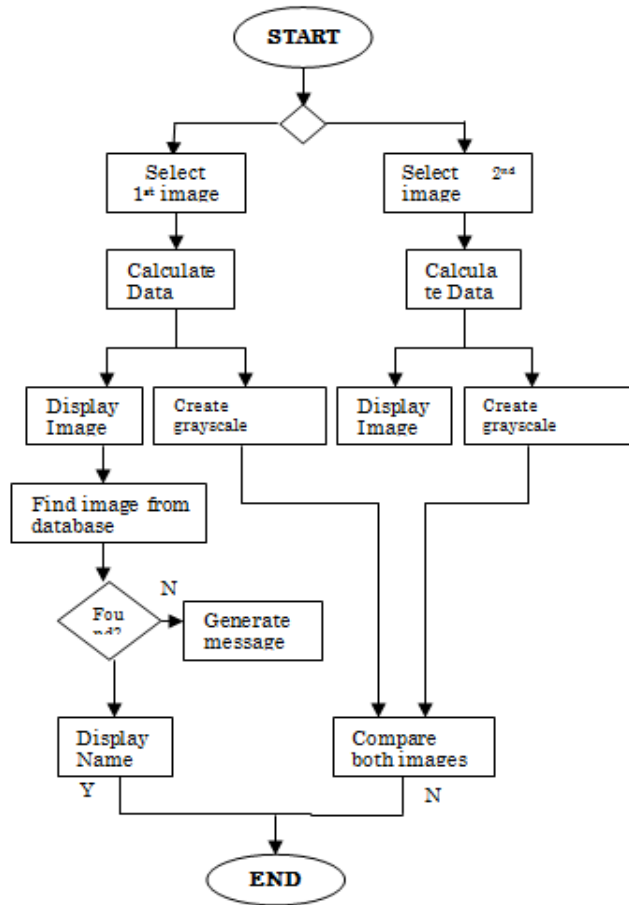 START
Select
1st image
Select 2nd
image
Calculate
Data
Calcula
te Data
Display
Image
Create
grayscale
Display
Image
Create
grayscale
Find image from
database
Fou
nd?
N
Generate
message
Display
Name
Compare
both images
Y
N
END